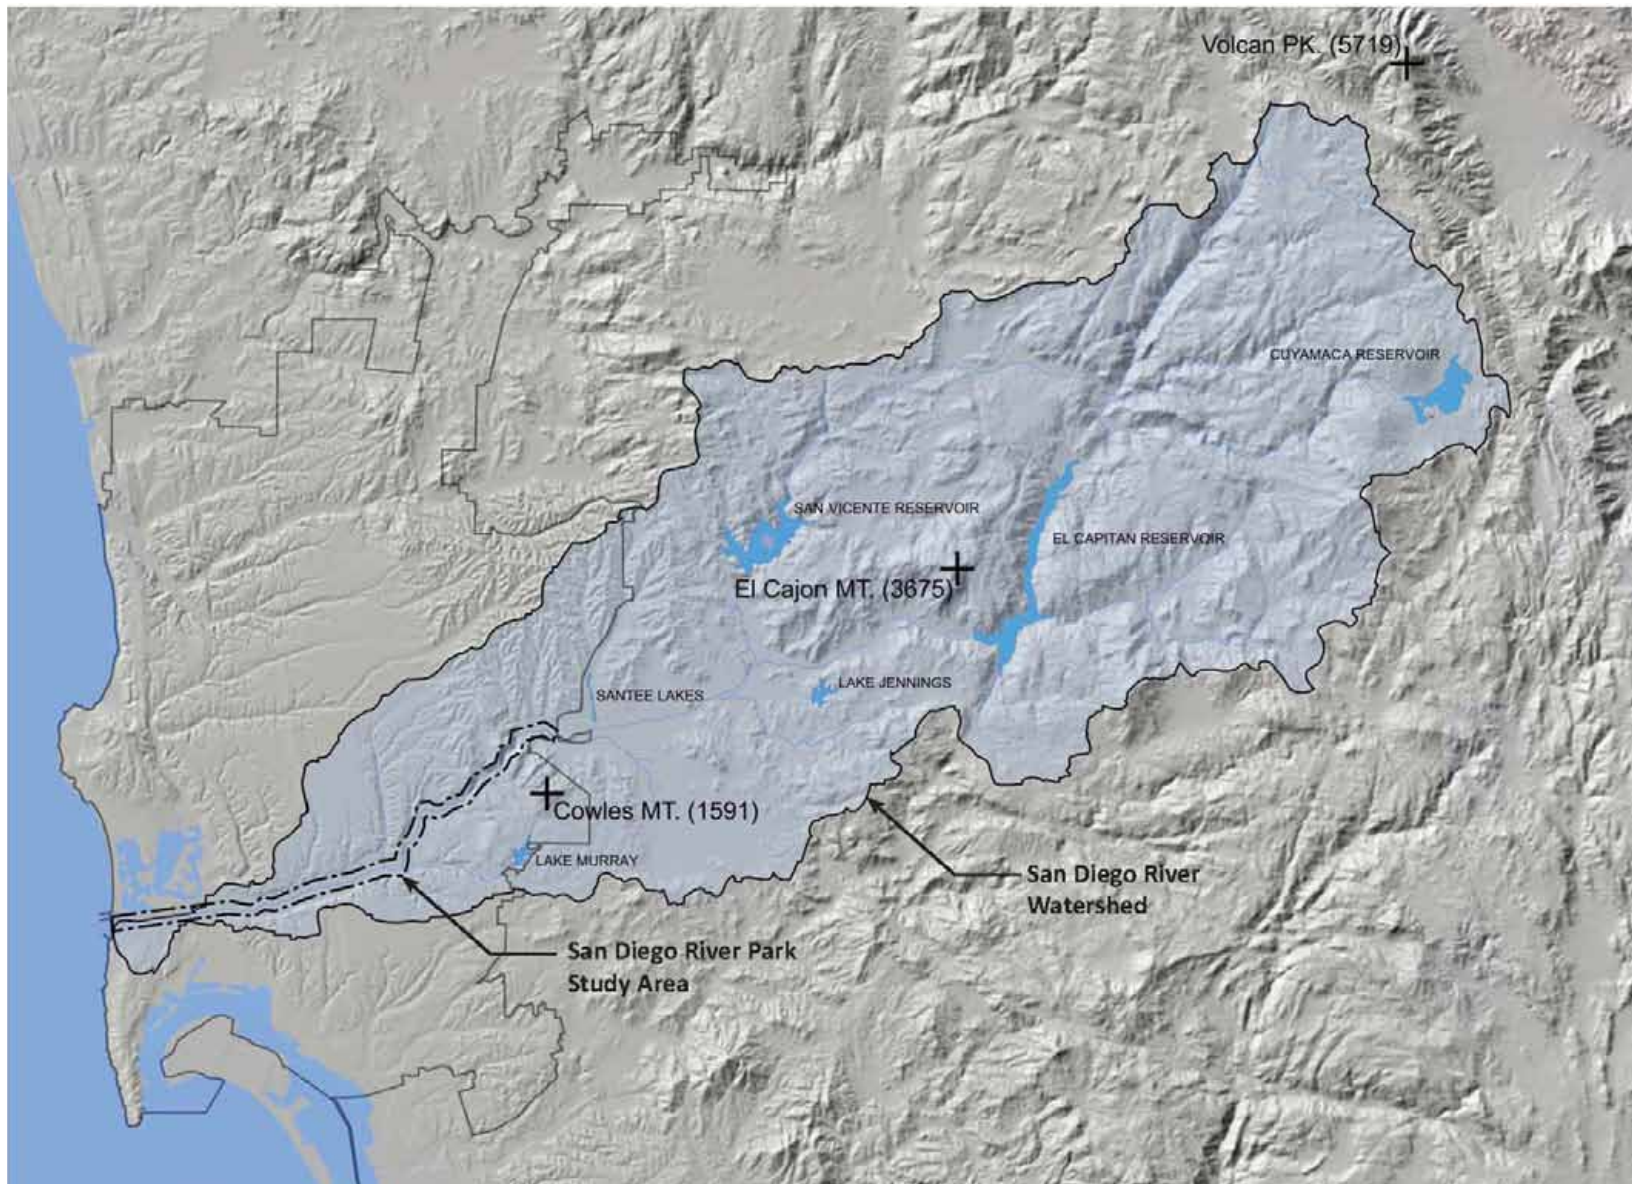 Volcan PK. (5719)
CUYAMACA RESERVOIR
SAN VICENTE RESERVOIR
EL CAPITAN RESERVOIR
El Cajon MT. (3675)
LAKE JENNINGS
SANTEE LAKES
Cowles MT. (1591)
LAKE MURRAY
San Diego River
Watershed
San Diego River Park
Study Area